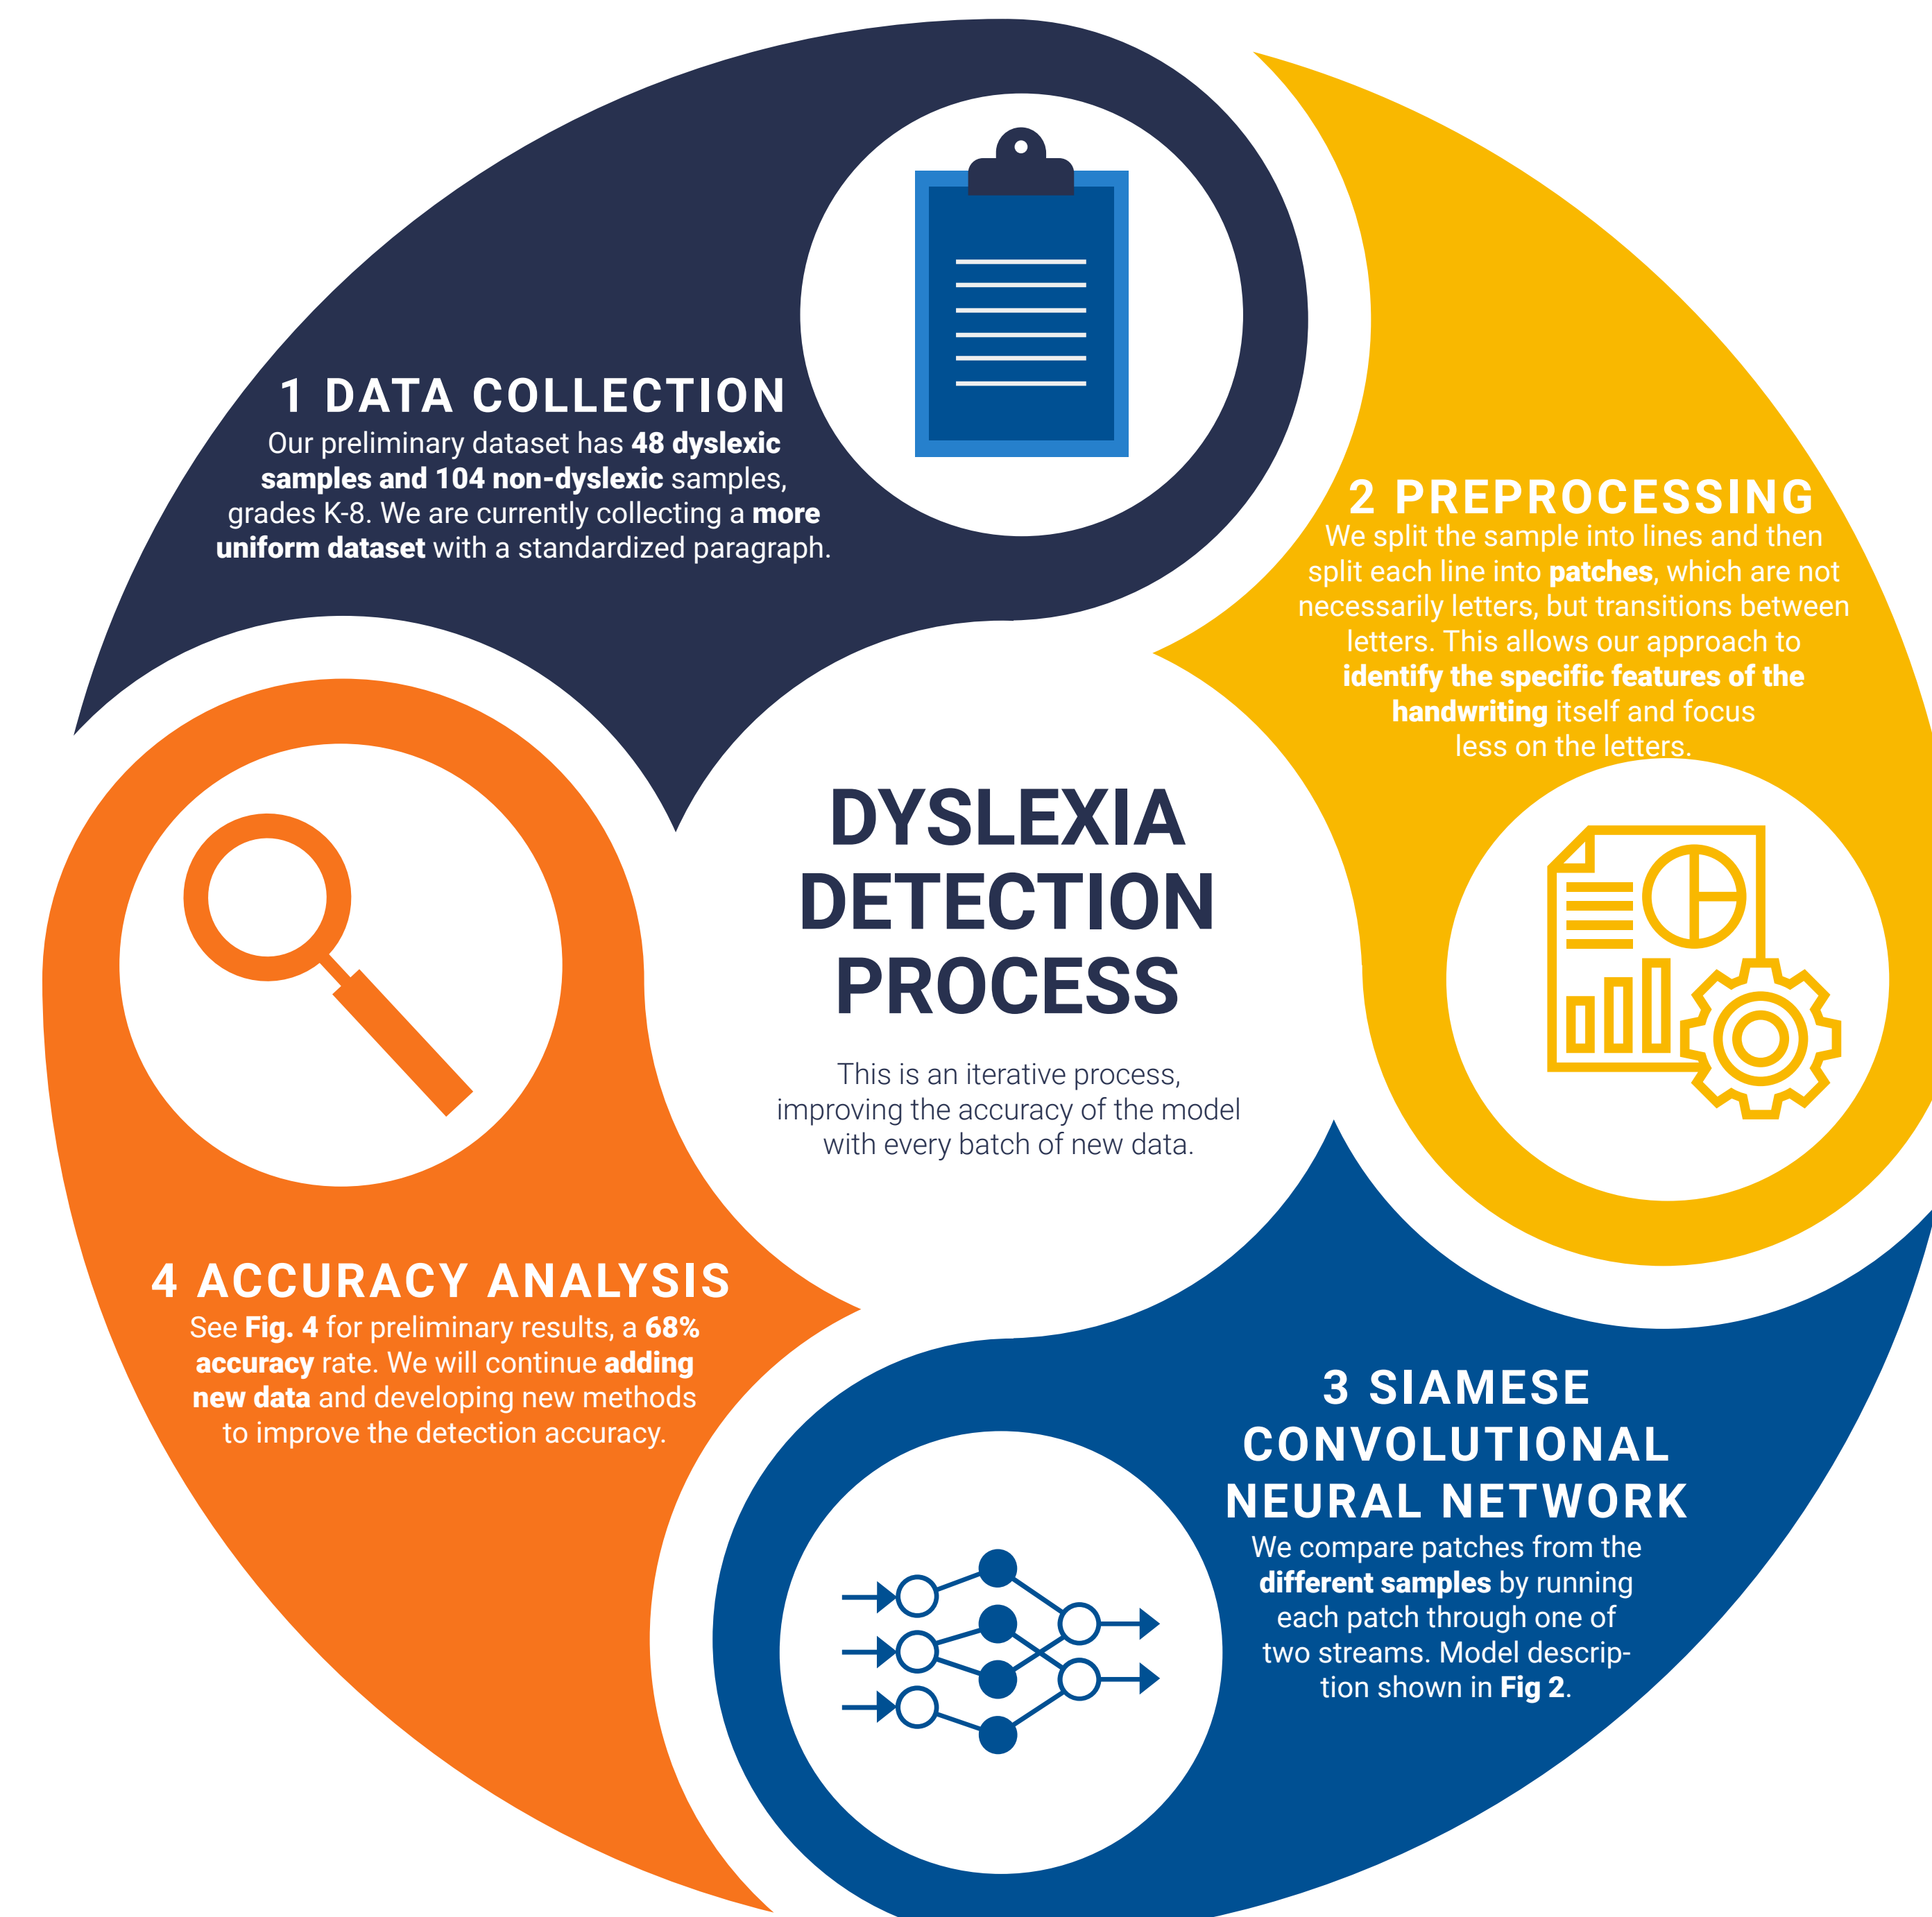 1 DATA COLLECTION
Our preliminary dataset has 48 dyslexic
samples and 104 non-dyslexic samples,
grades K-8. We are currently collecting a more
uniform dataset with a standardized paragraph.
2 PREPROCESSING
We split the sample into lines and then
split each line into patches, which are not
necessarily letters, but transitions between
letters. This allows our approach to
identify the specific features of the
handwriting itself and focus
less on the letters.
DYSLEXIA
DETECTION
PROCESS
This is an iterative process,
improving the accuracy of the model
with every batch of new data.
3 SIAMESE
CONVOLUTIONAL
NEURAL NETWORK
We compare patches from the
different samples by running
each patch through one of
two streams. Model descrip-
tion shown in Fig 2.
4 ACCURACY ANALYSIS
See Fig. 4 for preliminary results, a 68%
accuracy rate. We will continue adding
new data and developing new methods
to improve the detection accuracy.